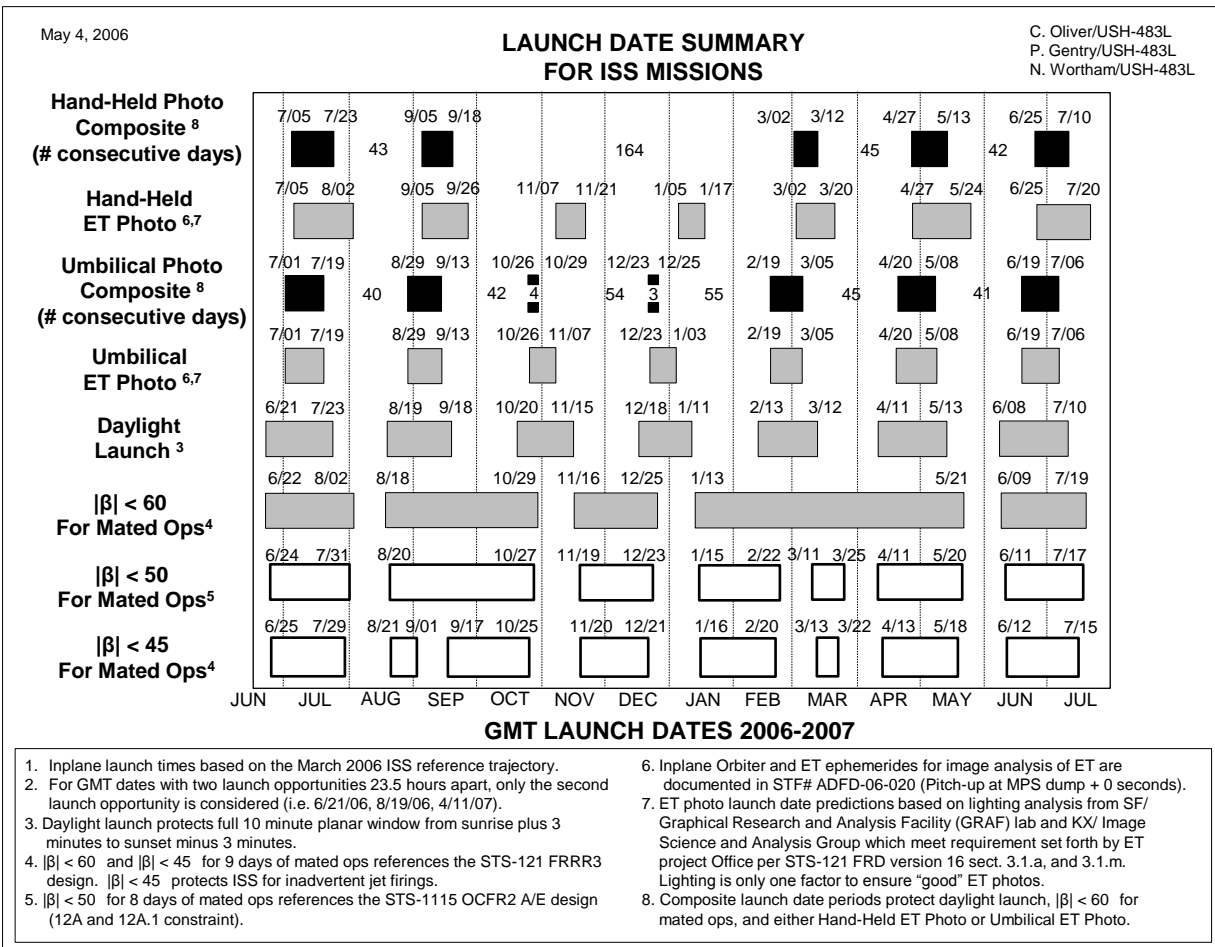 May 4, 2006
LAUNCH DATE SUMMARY
FOR ISS MISSIONS
C. Oliver/USH-483L
P. Gentry/USH-483L
N. Wortham/USH-483L
Hand-Held Photo
Composite 8
(# consecutive days)
7/05 7/23 9/05 9/18 3/02 3/12 4/27 5/13 6/25 7/10
43 164 45 42
Hand-Held
ET Photo 6,7
7/05 8/02 9/05 9/26 11/07 11/21 1/05 1/17 3/02 3/20 4/27 5/24 6/25 7/20
Umbilical Photo
Composite 8
(# consecutive days)
7/01 7/19 8/29 9/13 10/26 10/29 12/23 12/25 2/19 3/05 4/20 5/08 6/19 7/06
40 42 4 54 3 55 45 41
Umbilical
ET Photo 6,7
7/01 7/19 8/29 9/13 10/26 11/07 12/23 1/03 2/19 3/05 4/20 5/08 6/19 7/06
Daylight
Launch 3
6/21 7/23 8/19 9/18 10/20 11/15 12/18 1/11 2/13 3/12 4/11 5/13 6/08 7/10
|β| < 60
For Mated Ops4
6/22 8/02 8/18 10/29 11/16 12/25 1/13 5/21 6/09 7/19
|β| < 50
For Mated Ops5
6/24 7/31 8/20 10/27 11/19 12/23 1/15 2/22 3/11 3/25 4/11 5/20 6/11 7/17
|β| < 45
For Mated Ops4
6/25 7/29 8/21 9/01 9/17 10/25 11/20 12/21 1/16 2/20 3/13 3/22 4/13 5/18 6/12 7/15
JUN JUL AUG SEP OCT NOV DEC JAN FEB MAR APR MAY JUN JUL
GMT LAUNCH DATES 2006-2007
1. Inplane launch times based on the March 2006 ISS reference trajectory.
2. For GMT dates with two launch opportunities 23.5 hours apart, only the second
launch opportunity is considered (i.e. 6/21/06, 8/19/06, 4/11/07).
3. Daylight launch protects full 10 minute planar window from sunrise plus 3
minutes to sunset minus 3 minutes.
4. |β| < 60 and |β| < 45 for 9 days of mated ops references the STS-121 FRRR3
design. |β| < 45 protects ISS for inadvertent jet firings.
5. |β| < 50 for 8 days of mated ops references the STS-1115 OCFR2 A/E design
(12A and 12A.1 constraint).
6. Inplane Orbiter and ET ephemerides for image analysis of ET are
documented in STF# ADFD-06-020 (Pitch-up at MPS dump + 0 seconds).
7. ET photo launch date predictions based on lighting analysis from SF/
Graphical Research and Analysis Facility (GRAF) lab and KX/ Image
Science and Analysis Group which meet requirement set forth by ET
project Office per STS-121 FRD version 16 sect. 3.1.a, and 3.1.m.
Lighting is only one factor to ensure “good” ET photos.
8. Composite launch date periods protect daylight launch, |β| < 60 for
mated ops, and either Hand-Held ET Photo or Umbilical ET Photo.